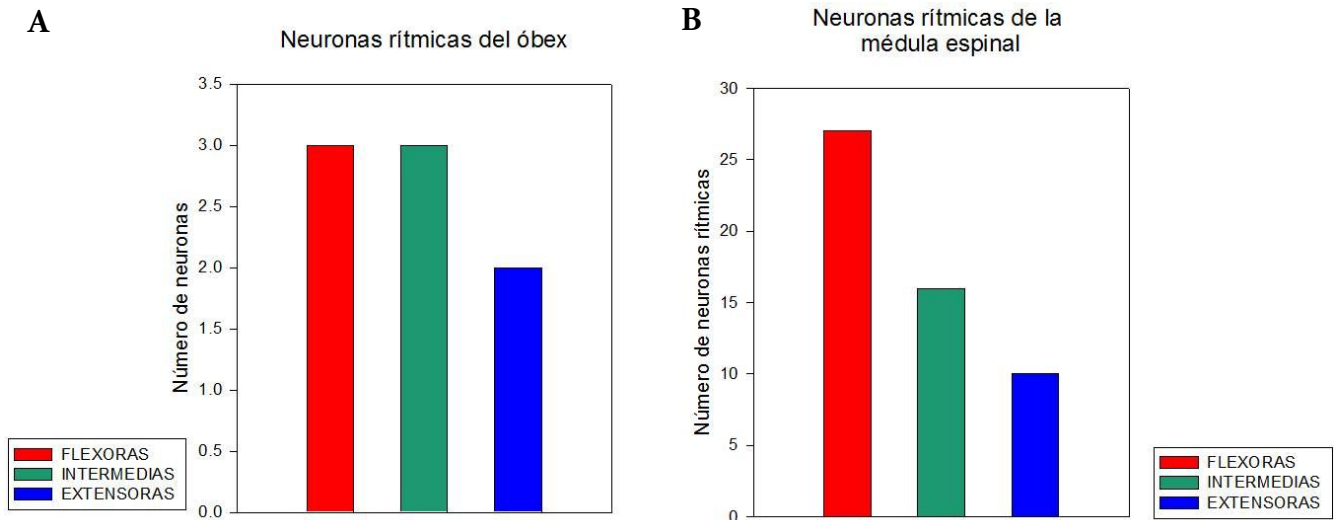 A
Neuronas rítmicas del óbex
Número de neuronas
3.5
3.0
2.5
2.0
1.5
1.0
0.5
0.0
FLEXORAS
INTERMEDIAS
EXTENSORAS
B
Neuronas rítmicas de la
médula espinal
Número de neuronas rítmicas
30
25
20
15
10
5
0
FLEXORAS
INTERMEDIAS
EXTENSORAS